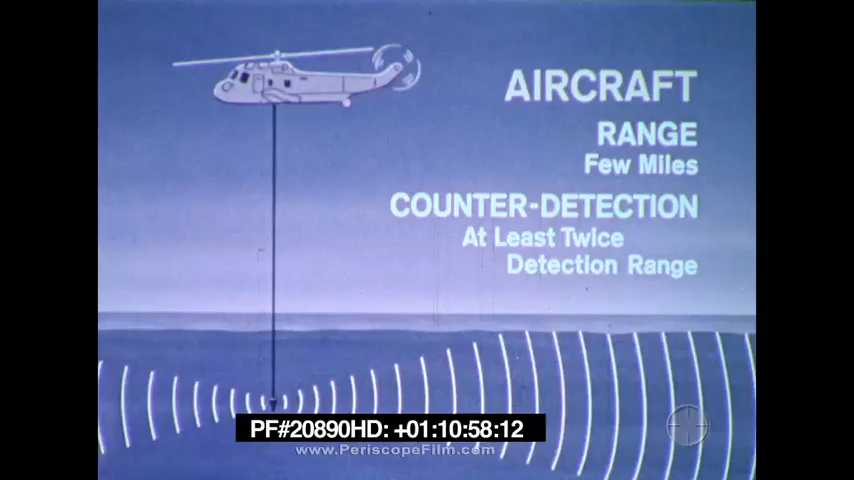 AIRCRAFT
RANGE
Few Miles
COUNTER-DETECTION
At Least Twice
Detection Range
PF#20890HD: +01:10:58:12
www.PeriscopeFilm.com